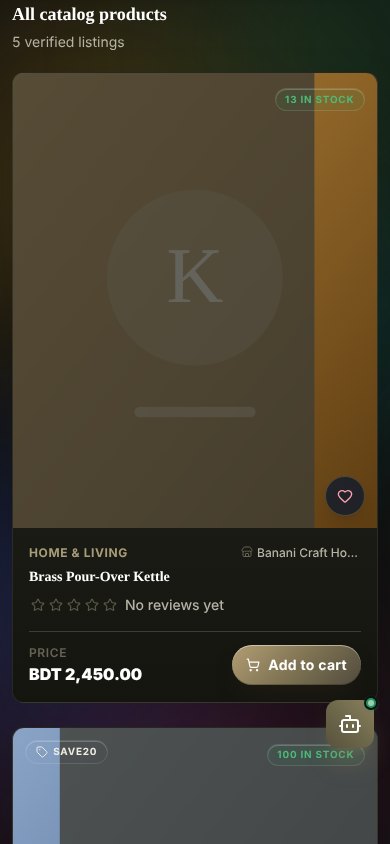 All catalog products
5 verified listings
13 IN STOCK
K
HOME & LIVING
Banani Craft Ho...
Brass Pour-Over Kettle
No reviews yet
PRICE
BDT 2,450.00
Add to cart
SAVE20
100 IN STOCK